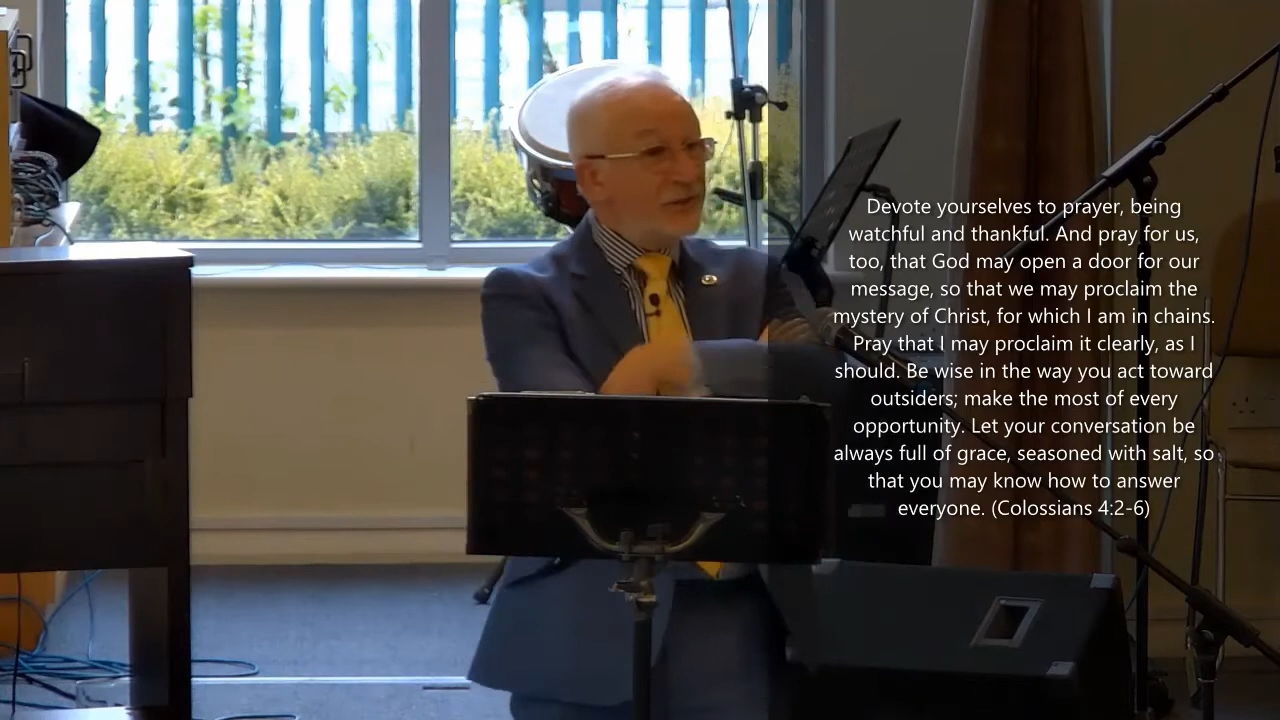 Devote yourselves to prayer, being
watchful and thankful. And pray for us,
too, that God may open a door for our
message, so that we may proclaim the
mystery of Christ, for which I am in chains.
Pray that I may proclaim it clearly, as I
should. Be wise in the way you act toward
outsiders; make the most of every
opportunity. Let your conversation be
always full of grace, seasoned with salt, so
that you may know how to answer
everyone. (Colossians 4:2-6)